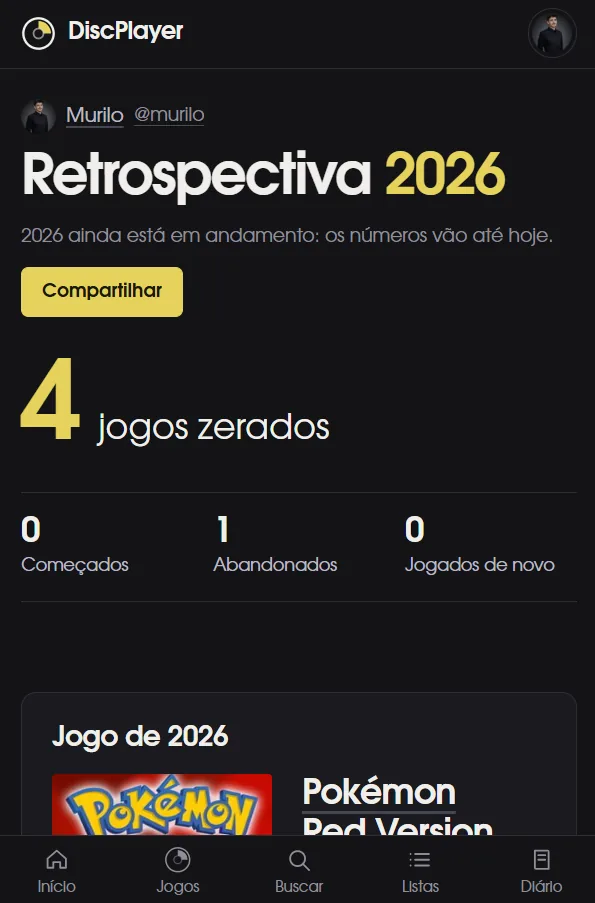 DiscPlayer
Murilo @murilo
Retrospectiva 2026
2026 ainda está em andamento: os números vão até hoje.
Compartilhar
4 jogos zerados
0 1 0
Começados Abandonados Jogados de novo
Jogo de 2026
POKÉMON
Pokémon
Red Version
Início Jogos Buscar Listas Diário